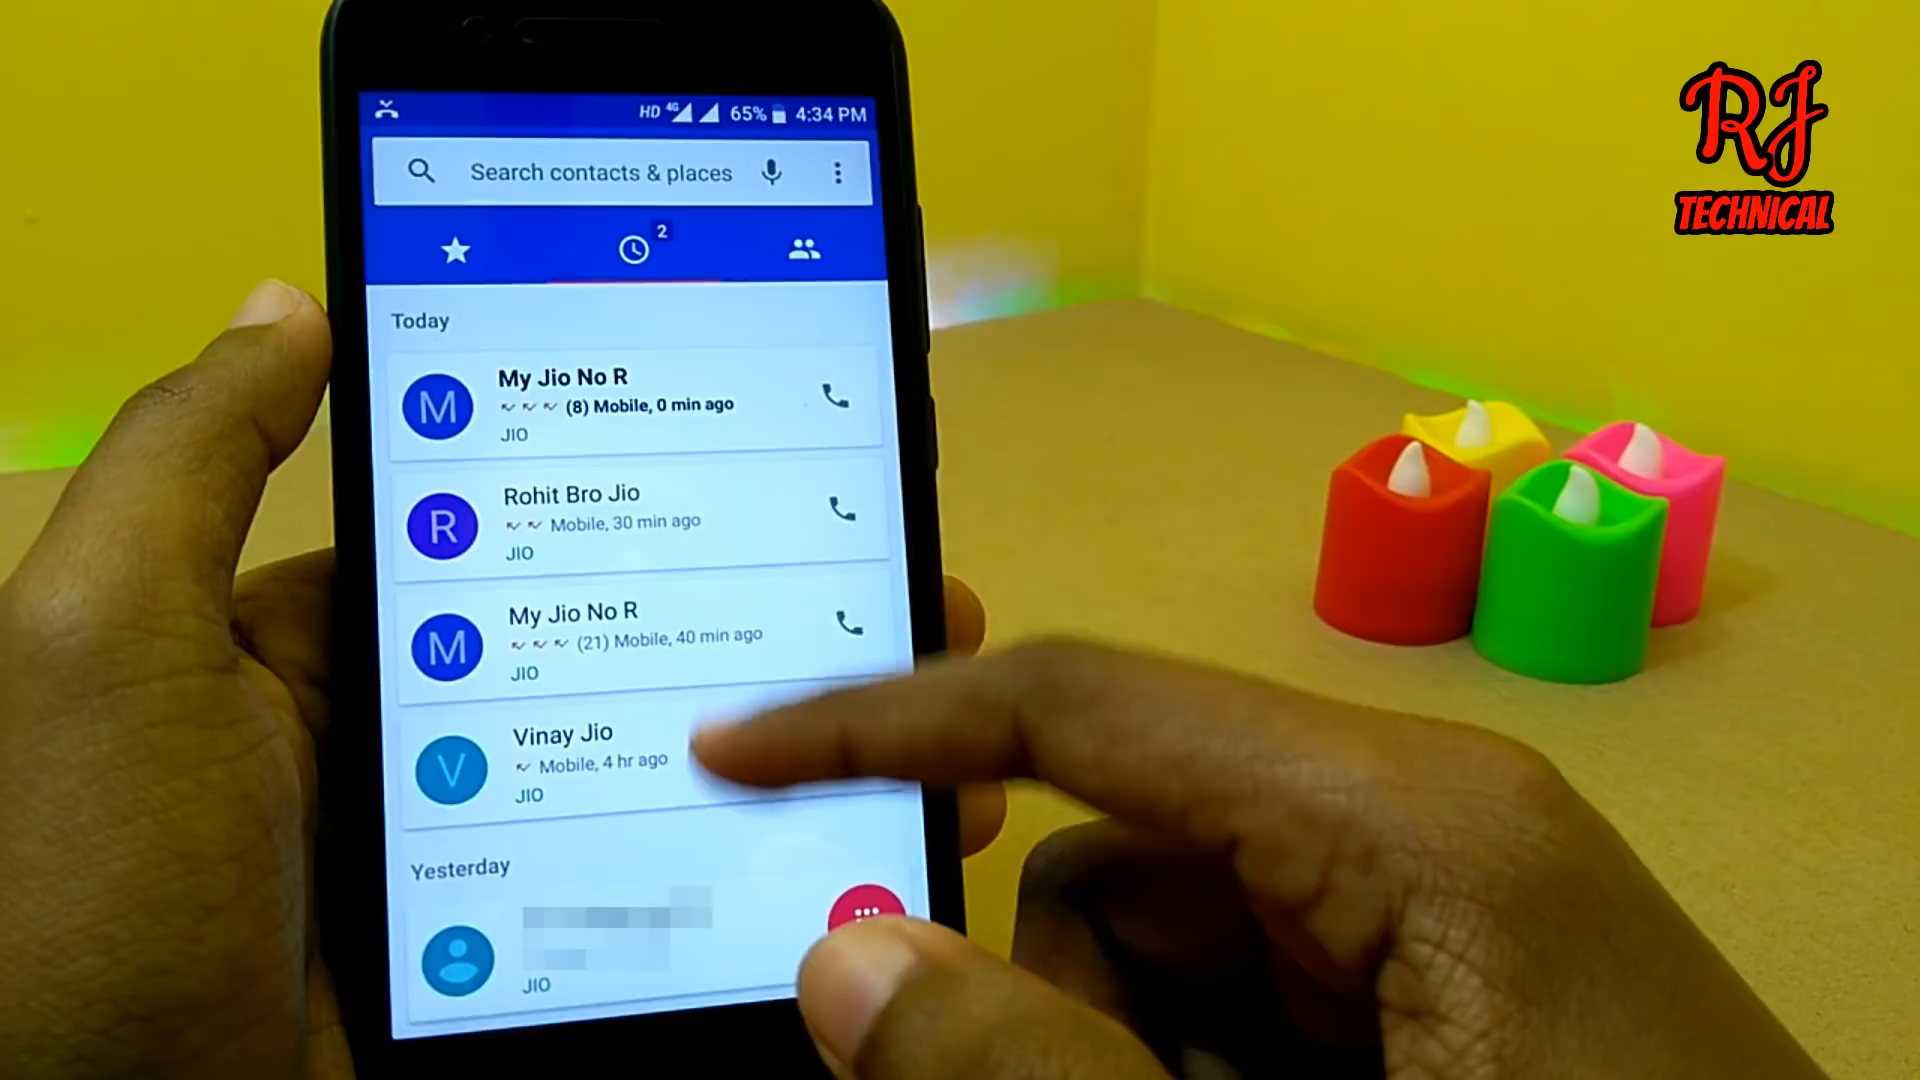 HD 4G 65% 4:34 PM
Search contacts & places
2
Today
M
My Jio No R
(8) Mobile, 0 min ago
JIO
R
Rohit Bro Jio
Mobile, 30 min ago
JIO
M
My Jio No R
(21) Mobile, 40 min ago
JIO
V
Vinay Jio
Mobile, 4 hr ago
JIO
Yesterday
JIO
RJ
TECHNICAL